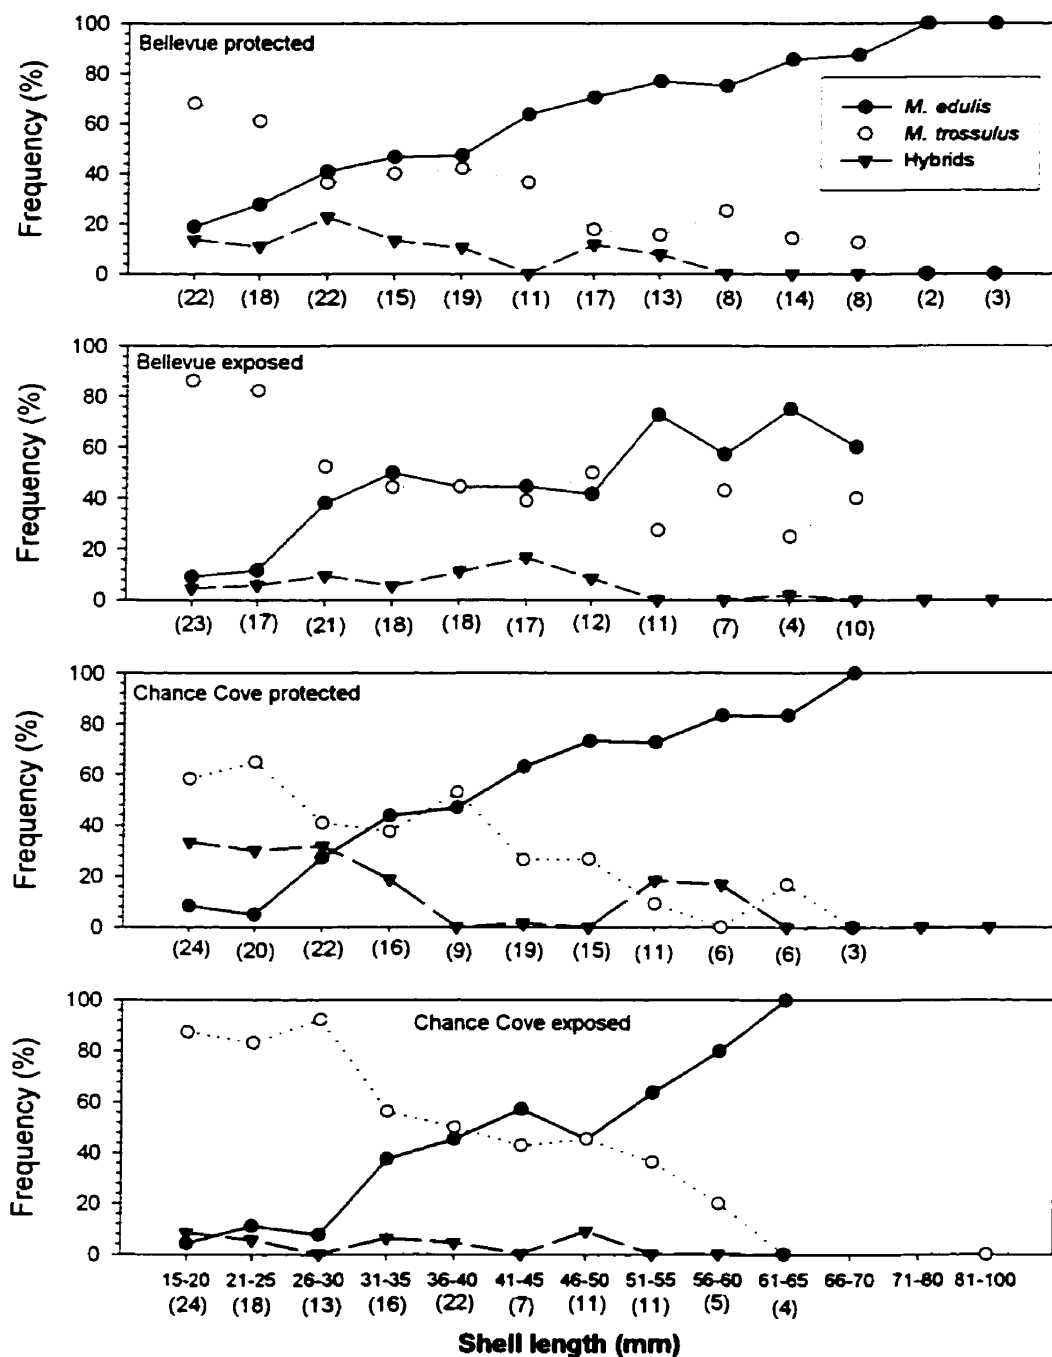 Bellevue protected
Frequency (%)
100
80
60
40
20
0
M. edulis
M. trossulus
Hybrids
(22) (18) (22) (15) (19) (11) (17) (13) (8) (14) (8) (2) (3)
Bellevue exposed
Frequency (%)
100
80
60
40
20
0
(23) (17) (21) (18) (18) (17) (12) (11) (7) (4) (10)
Chance Cove protected
Frequency (%)
100
80
60
40
20
0
(24) (20) (22) (16) (9) (19) (15) (11) (6) (6) (3)
Chance Cove exposed
Frequency (%)
100
80
60
40
20
0
15-20 21-25 26-30 31-35 36-40 41-45 46-50 51-55 56-60 61-65 66-70 71-80 81-100
(24) (18) (13) (16) (22) (7) (11) (11) (5) (4)
Shell length (mm)